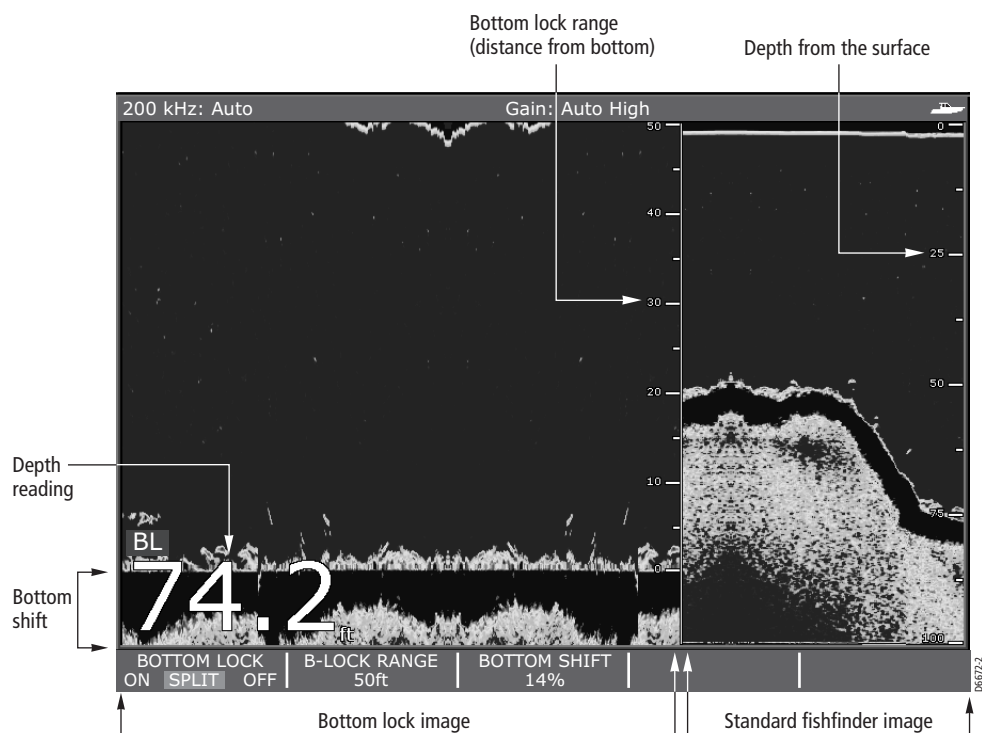 Bottom lock range
(distance from bottom)
Depth from the surface
200 kHz: Auto
Gain: Auto High
50
40
30
20
10
0
0
25
50
75
100
Depth
reading
BL
74.2
ft
Bottom
shift
BOTTOM LOCK
ON SPLIT OFF
B-LOCK RANGE
50ft
BOTTOM SHIFT
14%
Bottom lock image
Standard fishfinder image
D6672-2